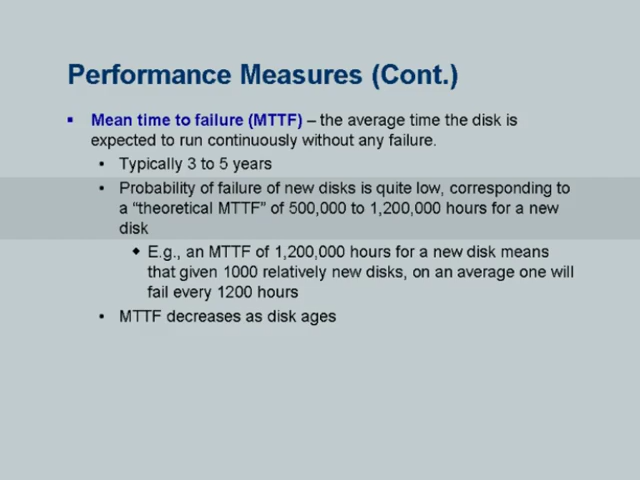 Performance Measures (Cont.)
▪ Mean time to failure (MTTF) – the average time the disk is
expected to run continuously without any failure.
• Typically 3 to 5 years
• Probability of failure of new disks is quite low, corresponding to
a “theoretical MTTF” of 500,000 to 1,200,000 hours for a new
disk
◆ E.g., an MTTF of 1,200,000 hours for a new disk means
that given 1000 relatively new disks, on an average one will
fail every 1200 hours
• MTTF decreases as disk ages